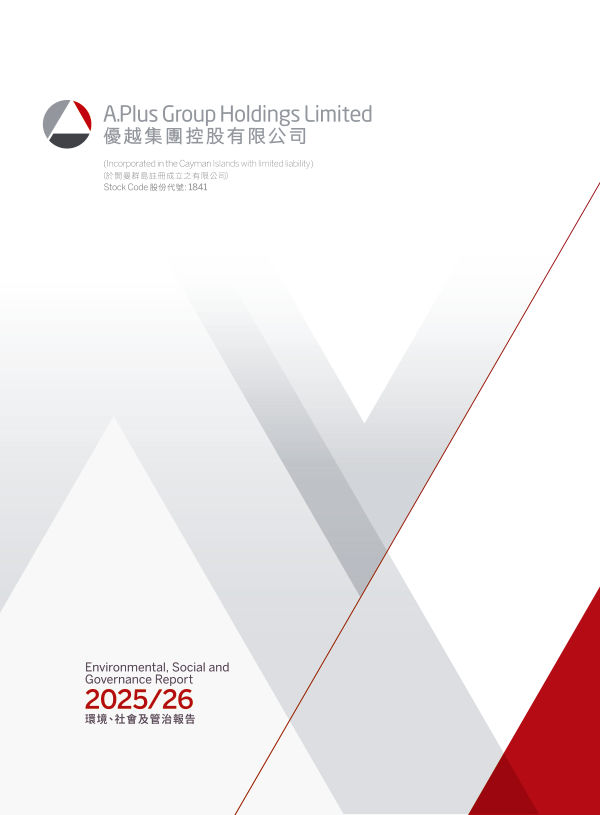 A.Plus Group Holdings Limited
優越集團控股有限公司
(Incorporated in the Cayman Islands with limited liability)
(於開曼群島註冊成立之有限公司)
Stock Code 股份代號: 1841
Environmental, Social and
Governance Report
2025/26
環境、社會及管治報告